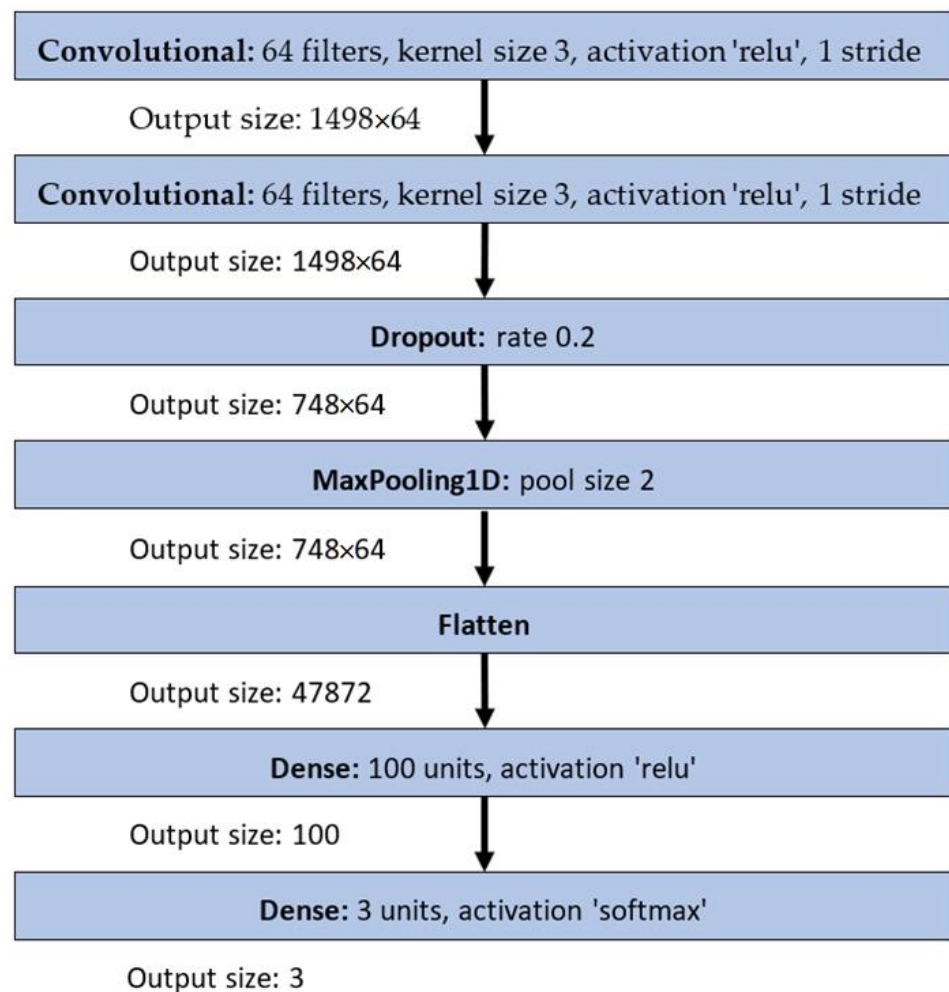 Convolutional: 64 filters, kernel size 3, activation 'relu', 1 stride
Output size: 1498×64
Convolutional: 64 filters, kernel size 3, activation 'relu', 1 stride
Output size: 1498×64
Dropout: rate 0.2
Output size: 748×64
MaxPooling1D: pool size 2
Output size: 748×64
Flatten
Output size: 47872
Dense: 100 units, activation 'relu'
Output size: 100
Dense: 3 units, activation 'softmax'
Output size: 3